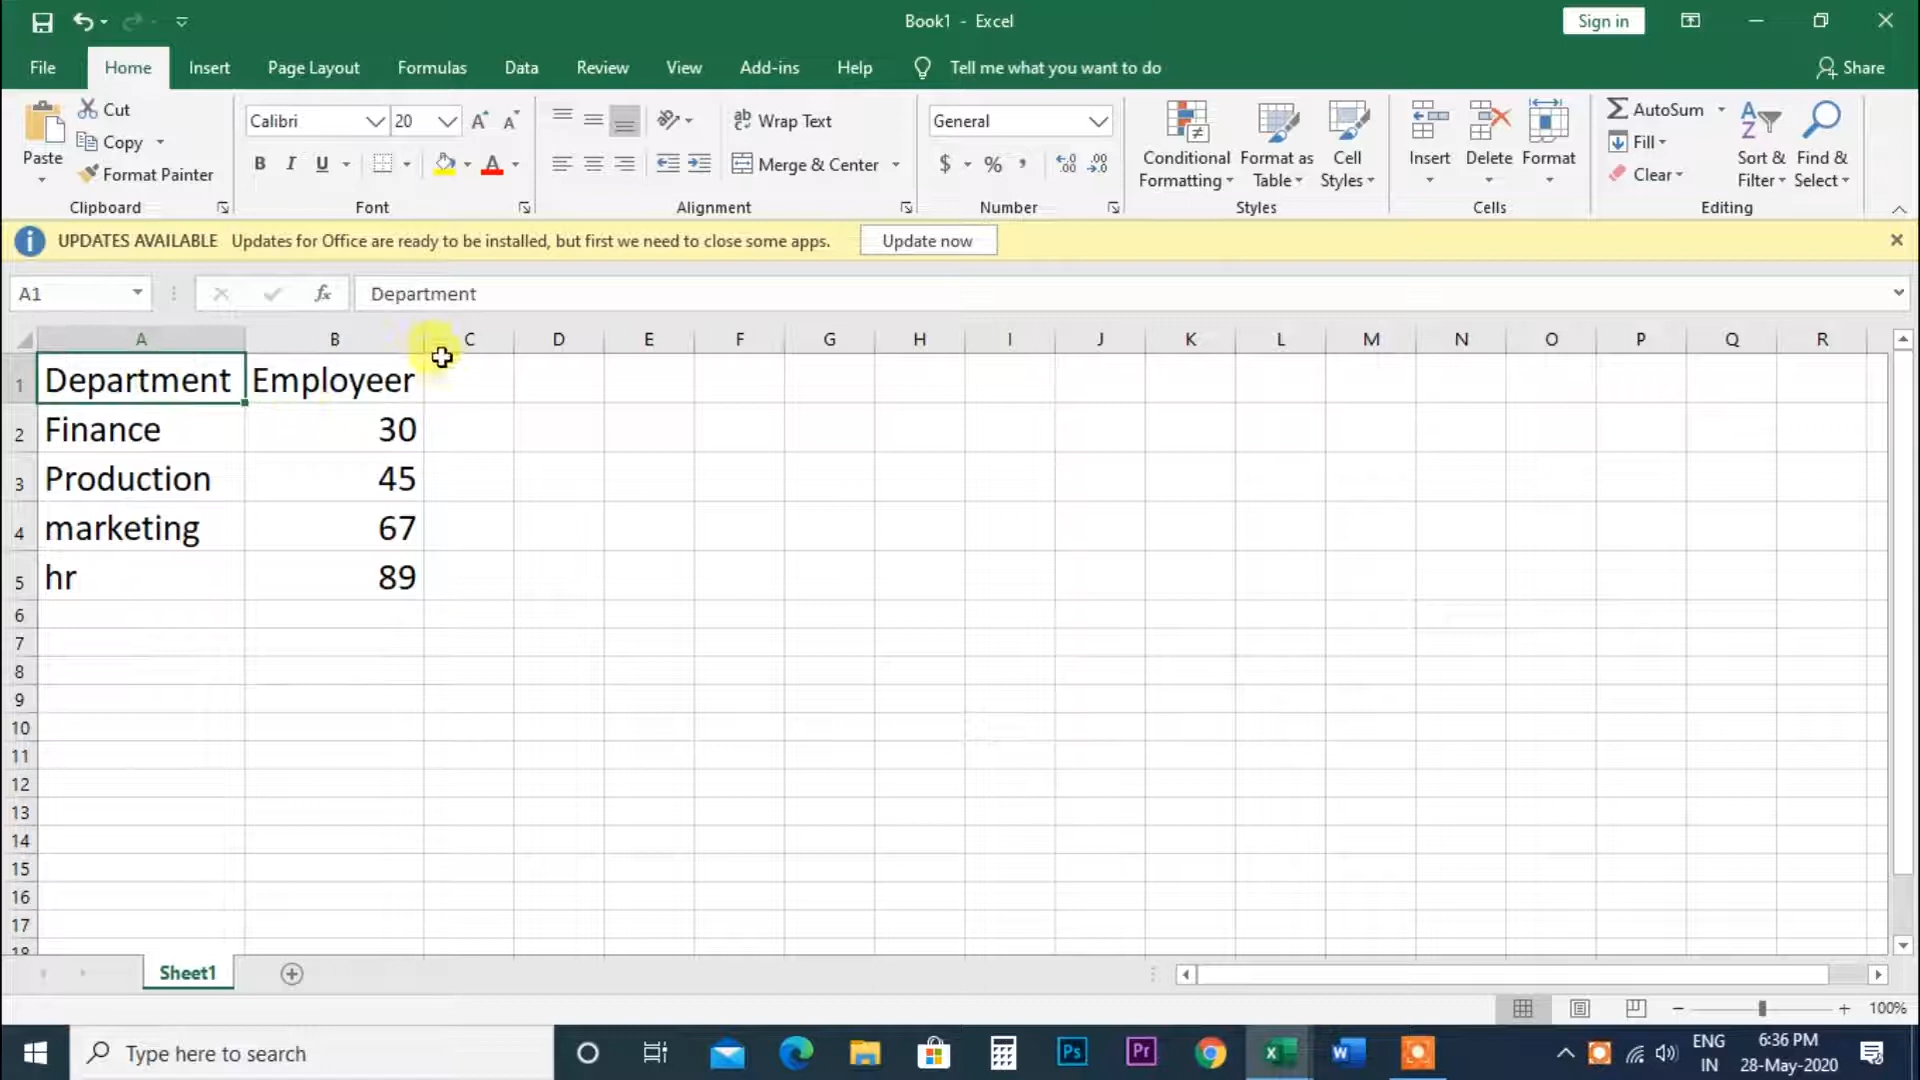 Book1 - Excel
Sign in
File Home Insert Page Layout Formulas Data Review View Add-ins Help Tell me what you want to do Share
Paste
Cut
Copy
Format Painter
Clipboard
Calibri 20
B I U
Font
Wrap Text
Merge & Center
Alignment
General
$ % ,
Number
Conditional Formatting
Format as Table
Cell Styles
Styles
Insert Delete Format
Cells
AutoSum
Fill
Clear
Sort & Filter
Find & Select
Editing
UPDATES AVAILABLE Updates for Office are ready to be installed, but first we need to close some apps. Update now
A1 fx Department
A B C D E F G H I J K L M N O P Q R
1 Department Employeer
2 Finance 30
3 Production 45
4 marketing 67
5 hr 89
6
7
8
9
10
11
12
13
14
15
16
17
18
Sheet1
100%
Type here to search
Ps Pr X W
ENG
IN
6:36 PM
28-May-2020